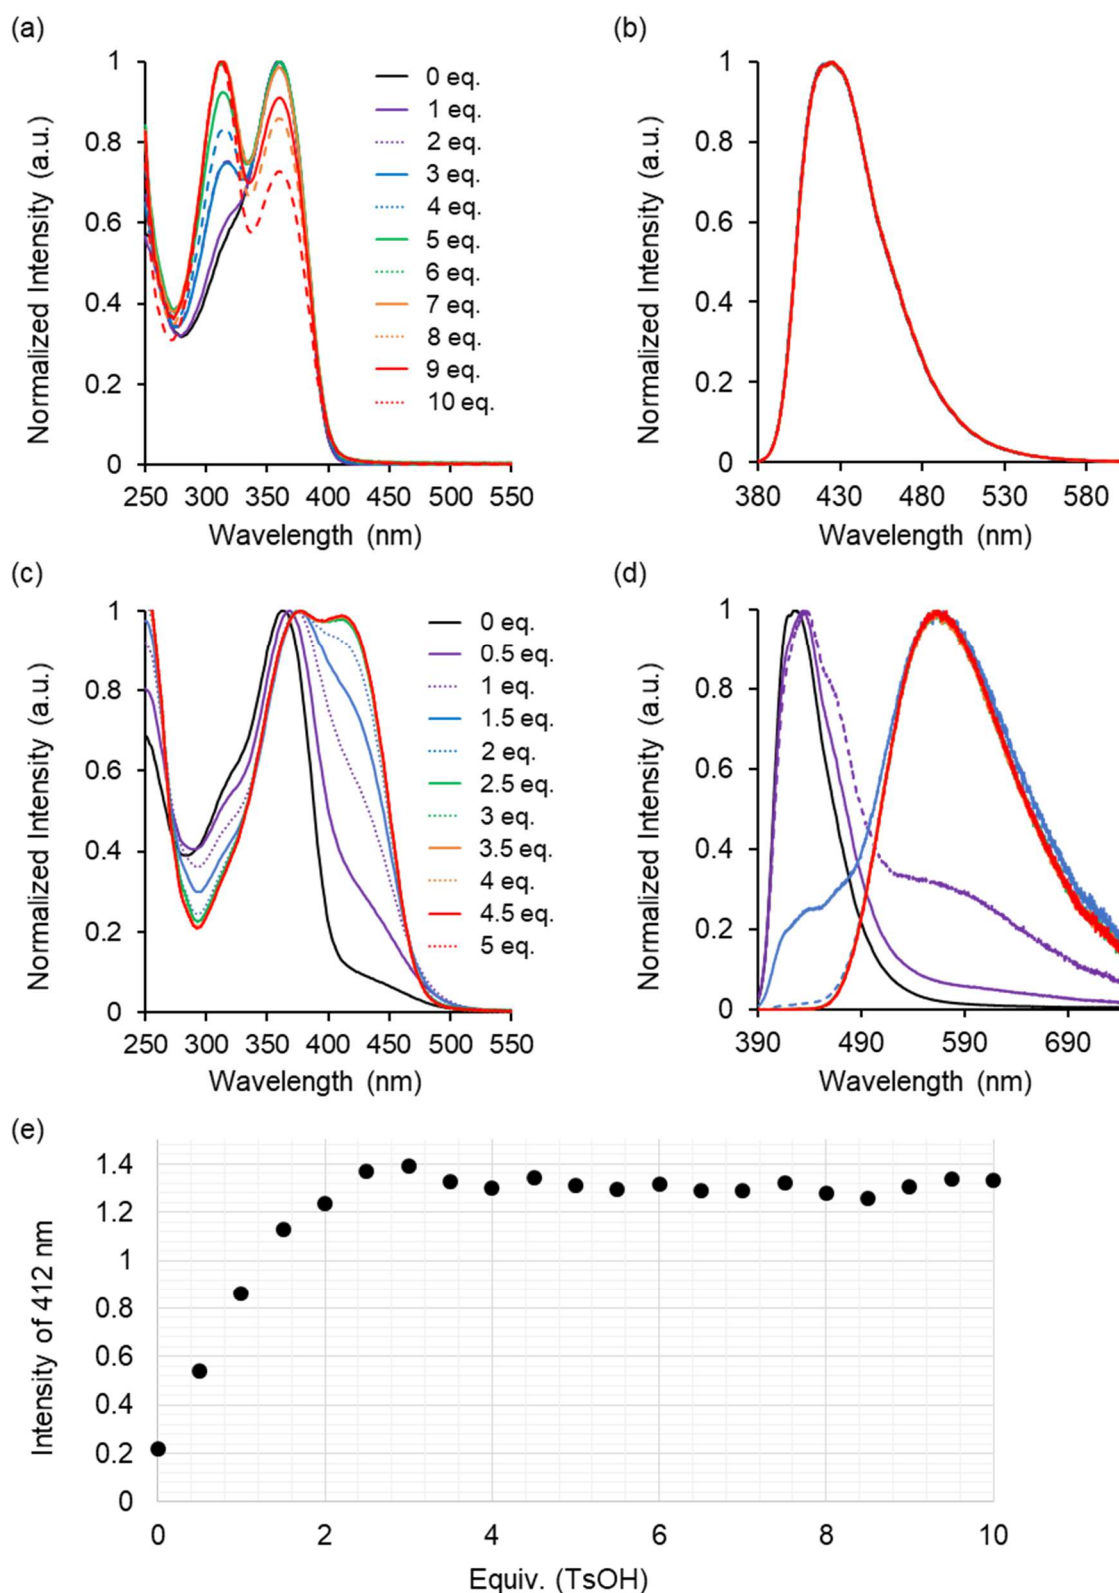 (a)
Normalized Intensity (a.u.)
1
0.8
0.6
0.4
0.2
0
250 300 350 400 450 500 550
Wavelength (nm)
0 eq.
1 eq.
2 eq.
3 eq.
4 eq.
5 eq.
6 eq.
7 eq.
8 eq.
9 eq.
10 eq.
(b)
Normalized Intensity (a.u.)
1
0.8
0.6
0.4
0.2
0
380 430 480 530 580
Wavelength (nm)
(c)
Normalized Intensity (a.u.)
1
0.8
0.6
0.4
0.2
0
250 300 350 400 450 500 550
Wavelength (nm)
0 eq.
0.5 eq.
1 eq.
1.5 eq.
2 eq.
2.5 eq.
3 eq.
3.5 eq.
4 eq.
4.5 eq.
5 eq.
(d)
Normalized Intensity (a.u.)
1
0.8
0.6
0.4
0.2
0
390 490 590 690
Wavelength (nm)
(e)
Intensity of 412 nm
1.4
1.2
1
0.8
0.6
0.4
0.2
0
0 2 4 6 8 10
Equiv. (TsOH)